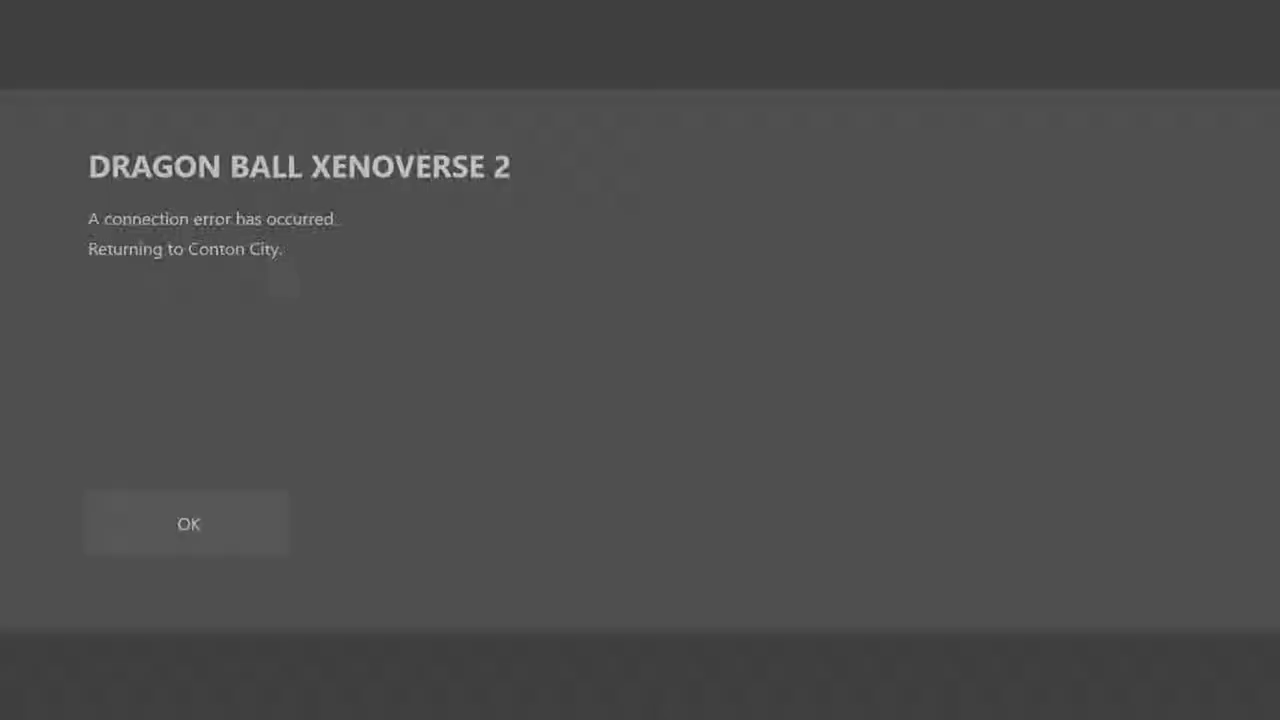 DRAGON BALL XENOVERSE 2
A connection error has occurred.
Returning to Conton City.
OK